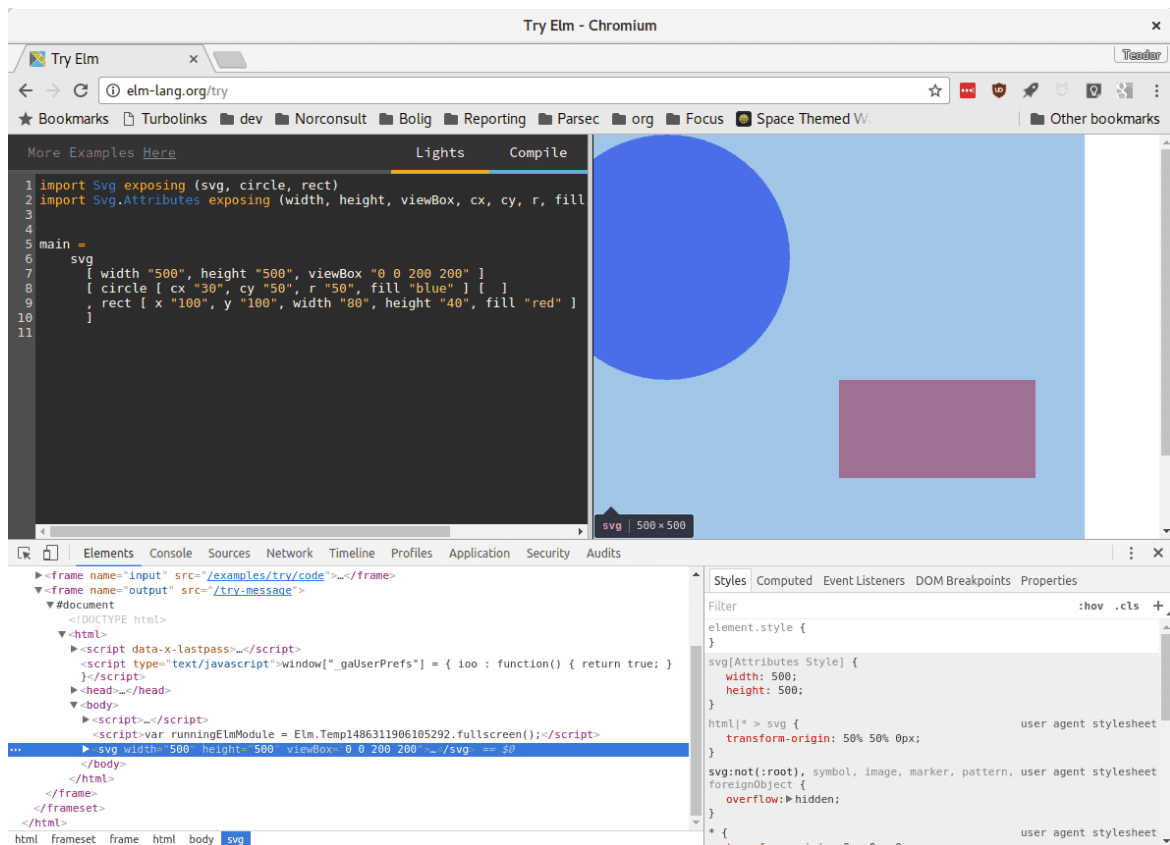 Try Elm - Chromium ×
Try Elm × Teodor
elm-lang.org/try
Bookmarks Turbolinks dev Norconsult Bolig Reporting Parsec org Focus Space Themed Other bookmarks
More Examples Here Lights Compile
1 import Svg exposing (svg, circle, rect)
2 import Svg.Attributes exposing (width, height, viewBox, cx, cy, r, fill
3
4
5 main =
6     svg
7       [ width "500", height "500", viewBox "0 0 200 200" ]
8       [ circle [ cx "30", cy "50", r "50", fill "blue" ] [  ]
9       , rect [ x "100", y "100", width "80", height "40", fill "red" ]
10       ]
11
svg | 500 × 500
Elements Console Sources Network Timeline Profiles Application Security Audits
▶<frame name="input" src="/examples/try/code">…</frame>
▼<frame name="output" src="/try-message">
▼#document
<!DOCTYPE html>
▼<html>
▶<script data-x-lastpass>…</script>
<script type="text/javascript">window["_gaUserPrefs"] = { ioo : function() { return true; }
}</script>
▶<head>…</head>
▼<body>
▶<script>…</script>
<script>var runningElmModule = Elm.Temp1486311906105292.fullscreen();</script>
… ▶<svg width="500" height="500" viewBox="0 0 200 200">…</svg> == $0
</body>
</html>
</frame>
</frameset>
</html>
html frameset frame html body svg
Styles Computed Event Listeners DOM Breakpoints Properties
Filter :hov .cls +
element.style {
}
svg[Attributes Style] {
width: 500;
height: 500;
}
html|* > svg { user agent stylesheet
transform-origin: 50% 50% 0px;
}
svg:not(:root), symbol, image, marker, pattern, user agent stylesheet
foreignObject {
overflow:▶hidden;
}
* { user agent stylesheet